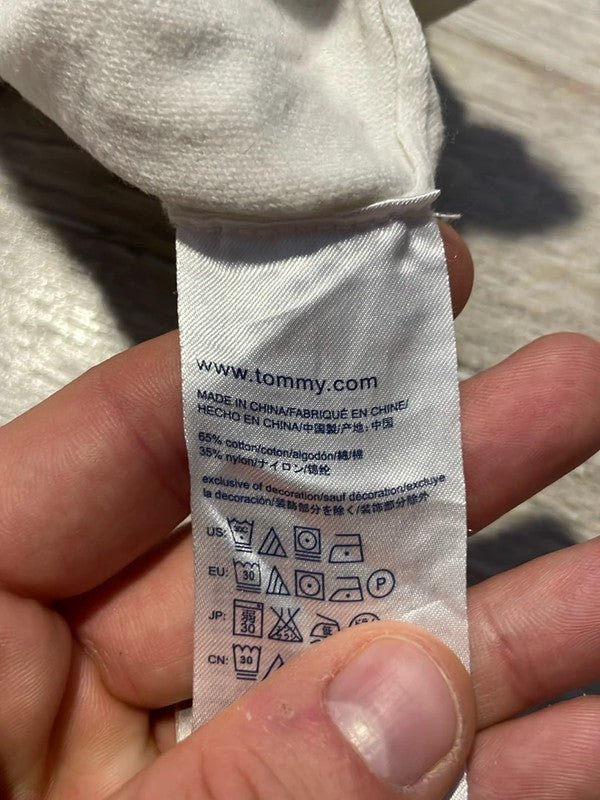 www.tommy.com
MADE IN CHINA/FABRIQUÉ EN CHINE/
HECHO EN CHINA/中国製/产地: 中国
65% cotton/coton/algodón/綿/棉
35% nylon/ナイロン/锦纶
exclusive of decoration/sauf décoration/excluye
la decoración/装飾部分を除く/装饰部分除外
US: 30C
EU: 30 P
JP: 弱 30 低
CN: 30